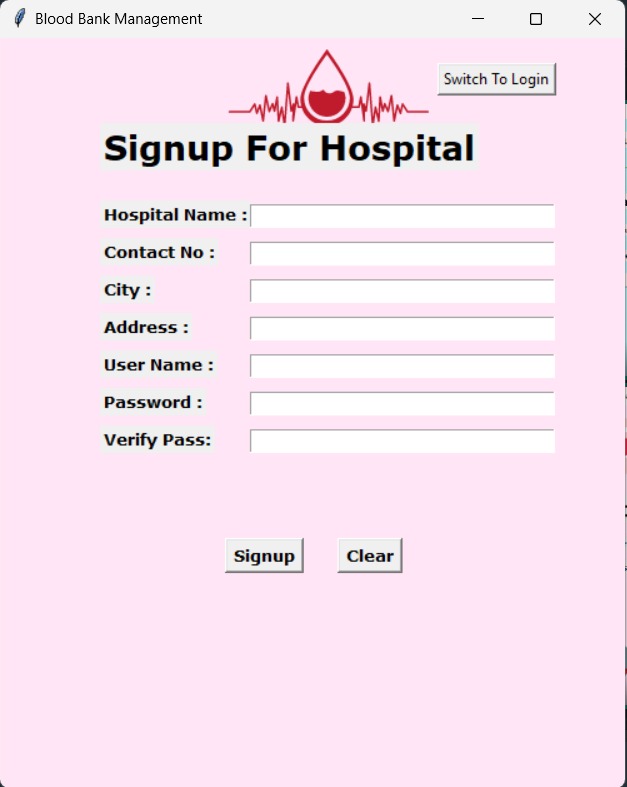 Blood Bank Management
Switch To Login
Signup For Hospital
Hospital Name :
Contact No :
City :
Address :
User Name :
Password :
Verify Pass:
Signup Clear